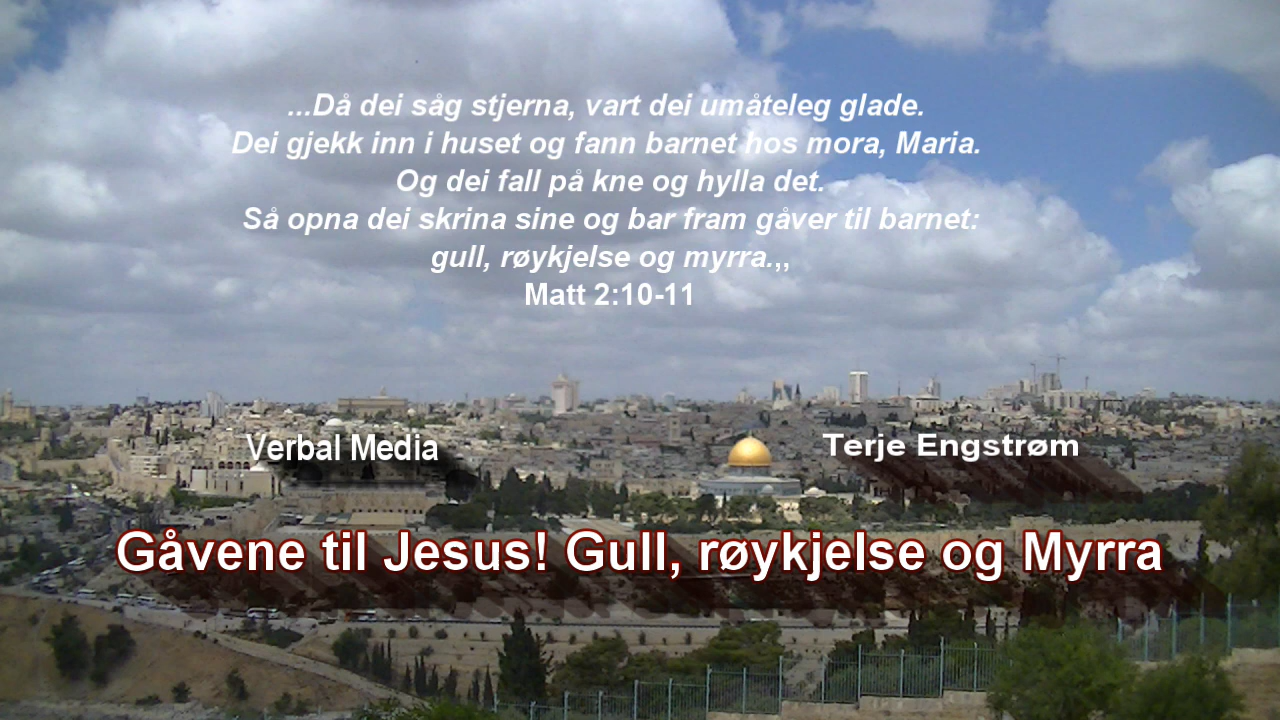 ...Då dei såg stjerna, vart dei umåteleg glade.
Dei gjekk inn i huset og fann barnet hos mora, Maria.
Og dei fall på kne og hylla det.
Så opna dei skrina sine og bar fram gåver til barnet:
gull, røykjelse og myrra.,,
Matt 2:10-11
Verbal Media
Terje Engstrøm
Gåvene til Jesus! Gull, røykjelse og Myrra